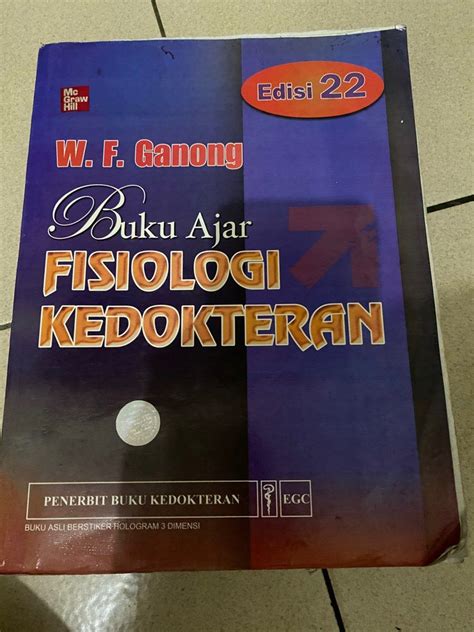 Mc
Graw
Hill
Edisi 22
W. F. Ganong
Buku Ajar
FISIOLOGI
KEDOKTERAN
PENERBIT BUKU KEDOKTERAN
EGC
BUKU ASLI BERSTIKER HOLOGRAM 3 DIMENSI